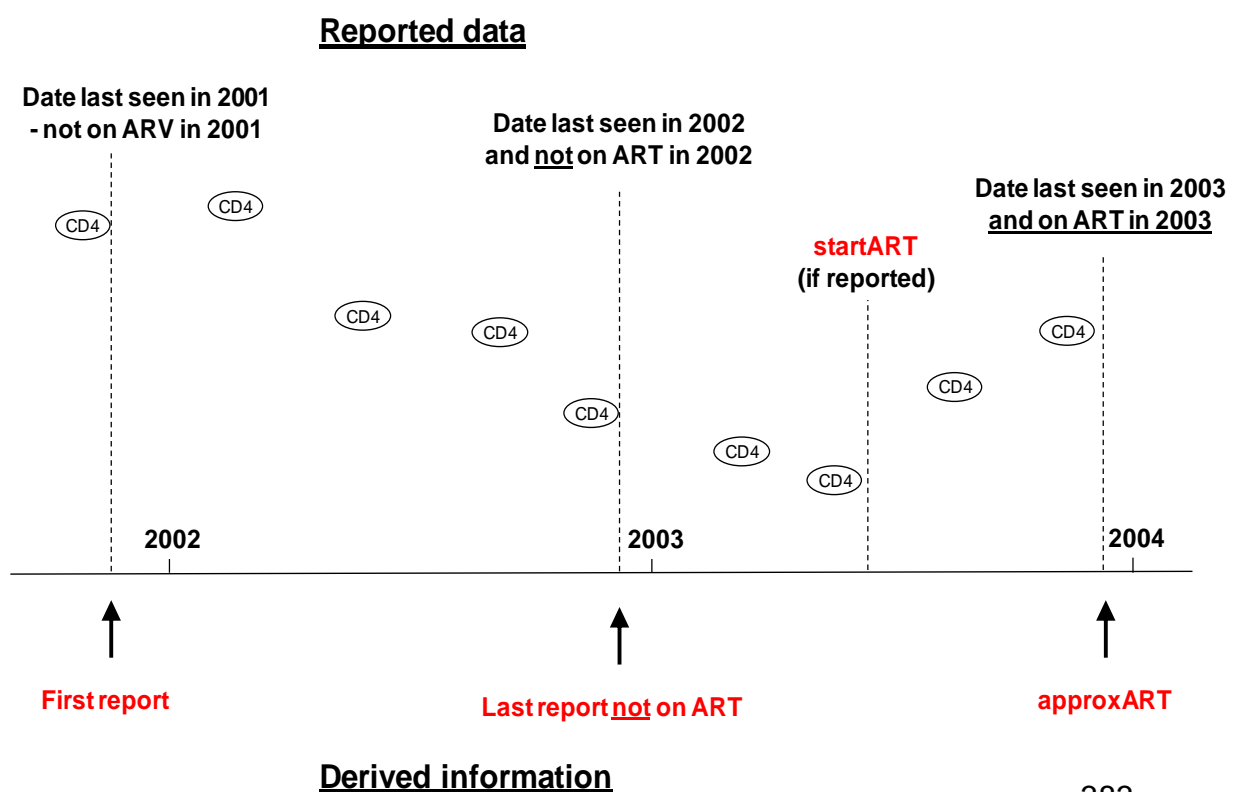 Reported data
Date last seen in 2001
- not on ARV in 2001
Date last seen in 2002
and not on ART in 2002
Date last seen in 2003
and on ART in 2003
startART
(if reported)
CD4
CD4
CD4
CD4
CD4
CD4
CD4
CD4
CD4
2002
2003
2004
First report
Last report not on ART
approxART
Derived information